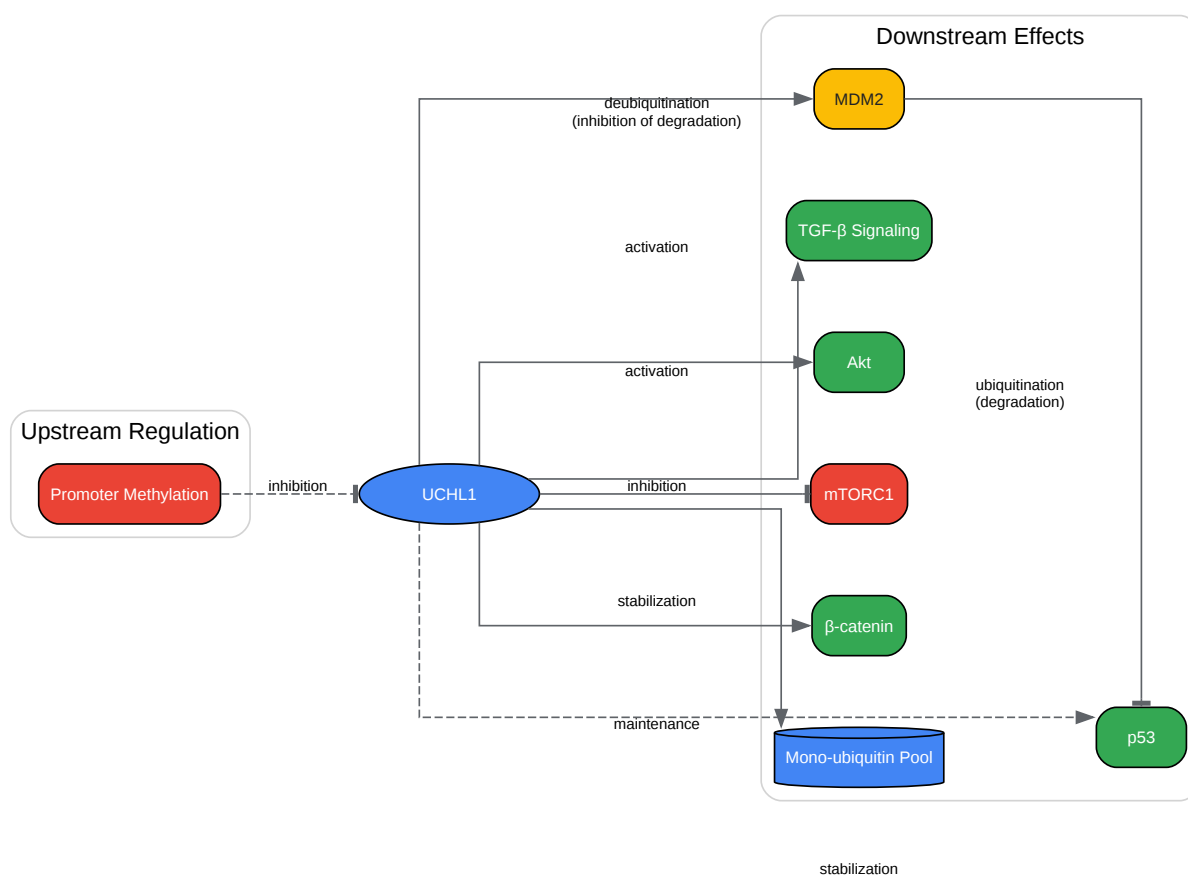 Downstream Effects
MDM2
deubiquitination
(inhibition of degradation)
TGF-β Signaling
activation
Akt
activation
ubiquitination
(degradation)
Upstream Regulation
Promoter Methylation
inhibition
UCHL1
inhibition
mTORC1
stabilization
β-catenin
maintenance
p53
Mono-ubiquitin Pool
stabilization